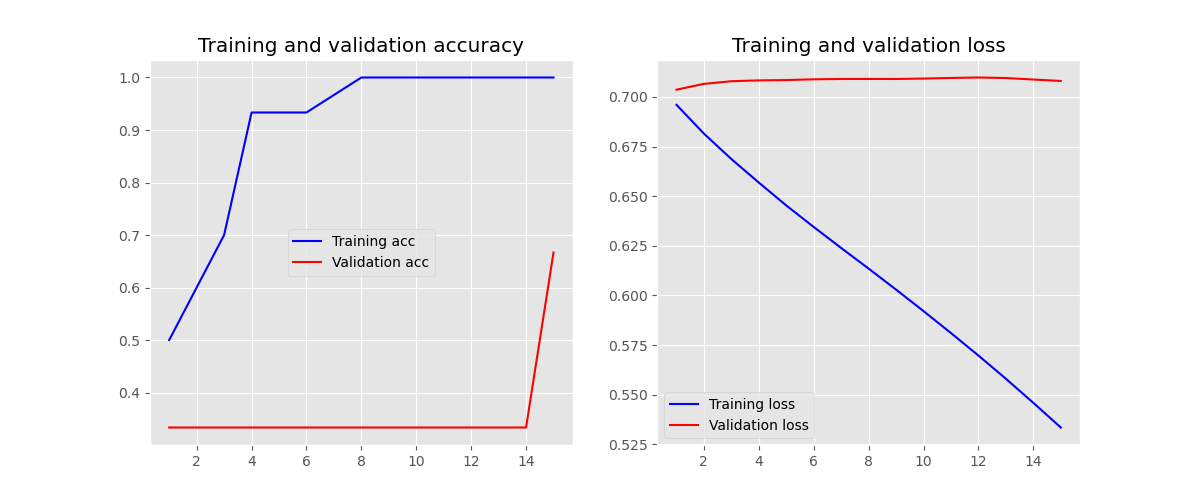 Training and validation accuracy
1.0
0.9
0.8
0.7
0.6
0.5
0.4
Training acc
Validation acc
2 4 6 8 10 12 14
Training and validation loss
0.700
0.675
0.650
0.625
0.600
0.575
0.550
0.525
Training loss
Validation loss
2 4 6 8 10 12 14